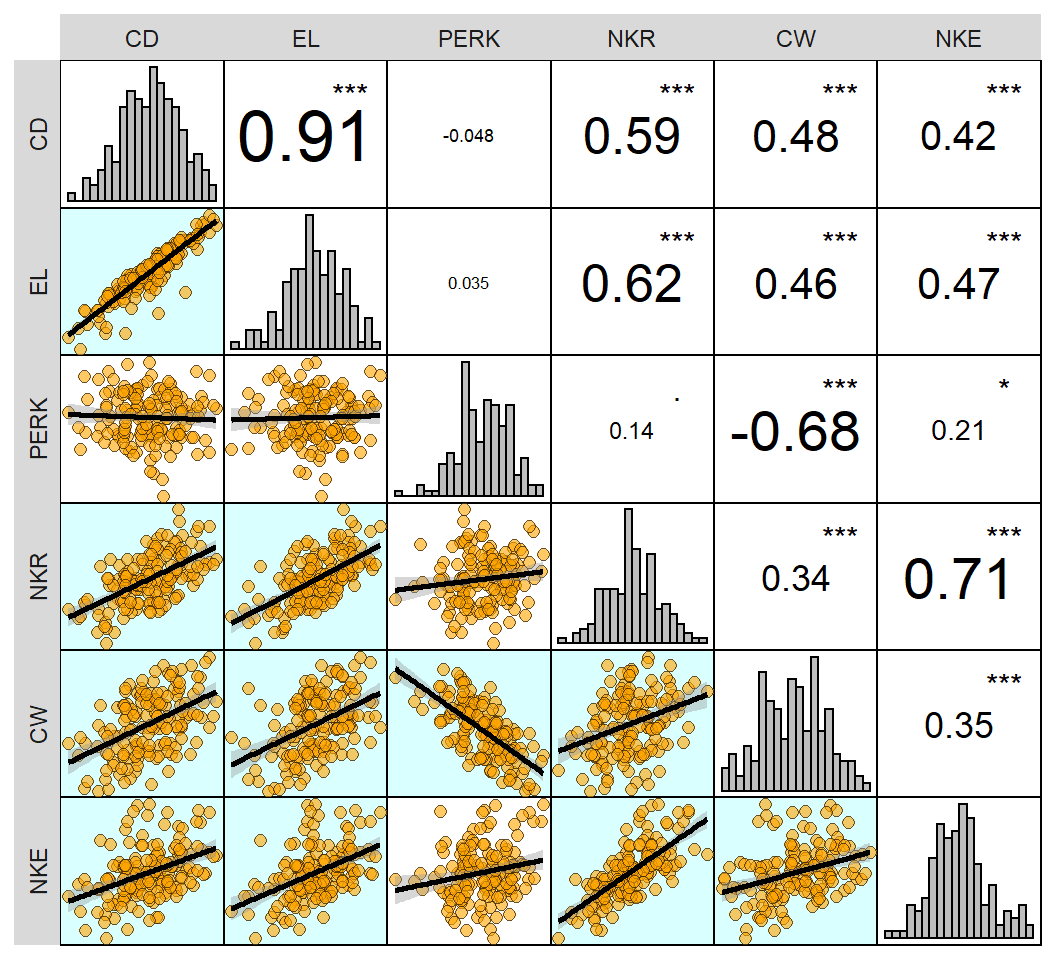 CD EL PERK NKR CW NKE
CD *** *** *** ***
0.91 -0.048 0.59 0.48 0.42
EL *** *** ***
0.035 0.62 0.46 0.47
PERK . *** *
0.14 -0.68 0.21
NKR *** ***
0.34 0.71
CW ***
0.35
NKE